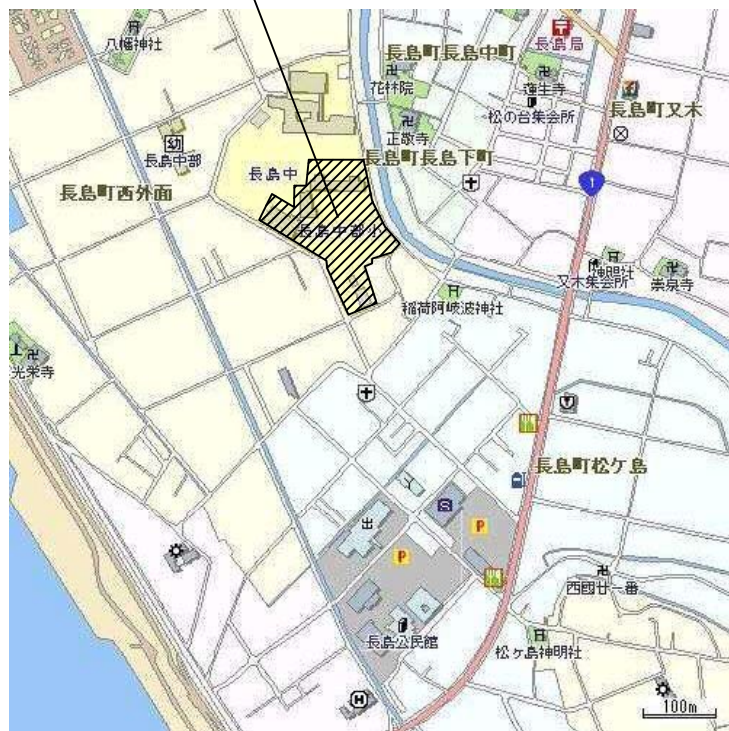 八幡神社
長島局
長島町長島中町
花林院
蓮生寺
長島町又木
松の台集会所
正敬寺
幼
長島中部
長島中
長島町長島下町
1
長島町西外面
長島中部小
又木集会所
神明社
崇泉寺
稲荷阿岐波神社
光栄寺
長島町松ケ島
出
P
P
西國廿一番
長島公民館
松ヶ島神明社
H
100m